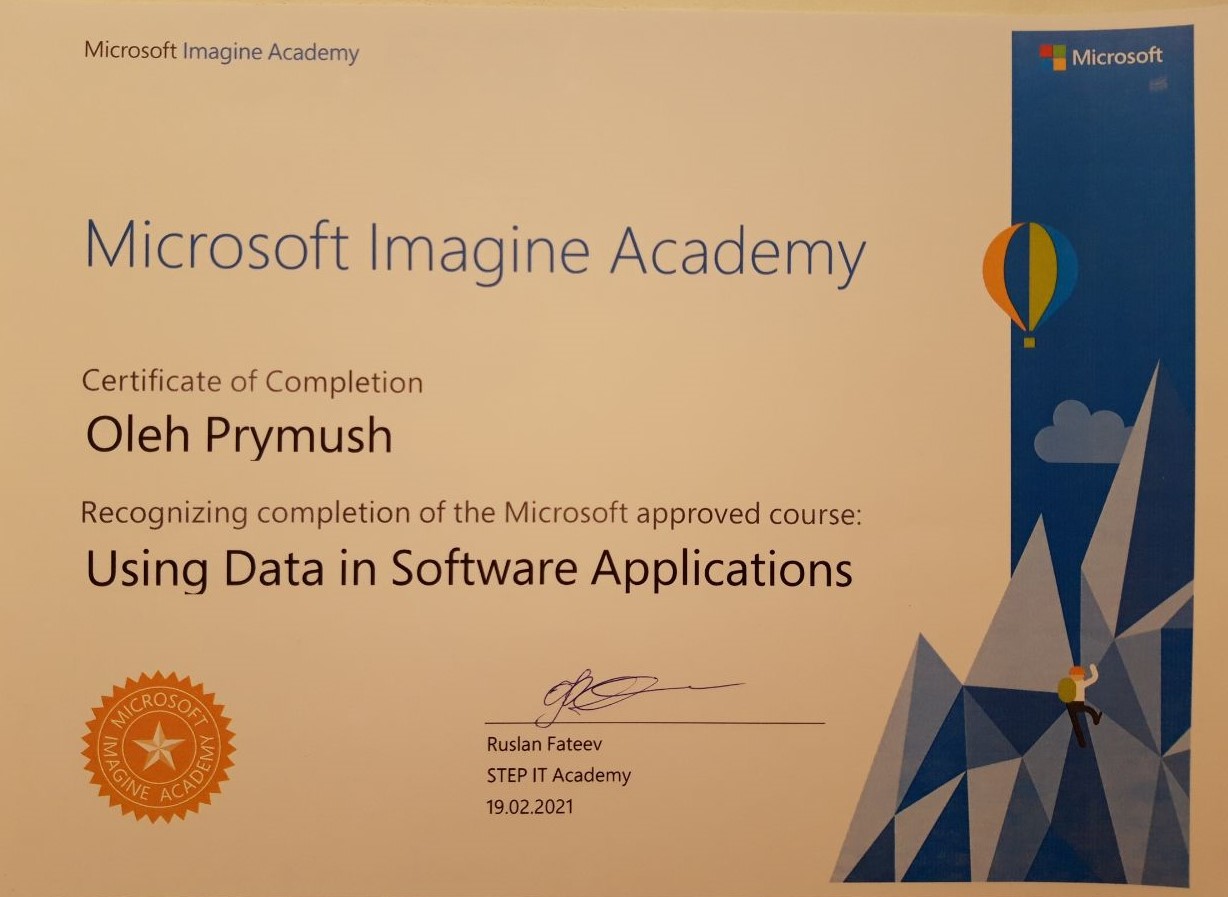 Microsoft Imagine Academy
Microsoft
Microsoft Imagine Academy
Certificate of Completion
Oleh Prymush
Recognizing completion of the Microsoft approved course:
Using Data in Software Applications
MICROSOFT
IMAGINE ACADEMY
Ruslan Fateev
STEP IT Academy
19.02.2021